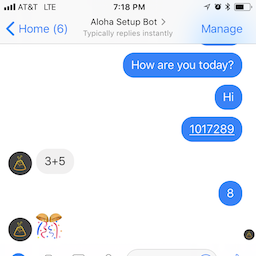 AT&T LTE 7:18 PM
Home (6) Aloha Setup Bot Manage
Typically replies instantly
How are you today?
Hi
1017289
3+5
8